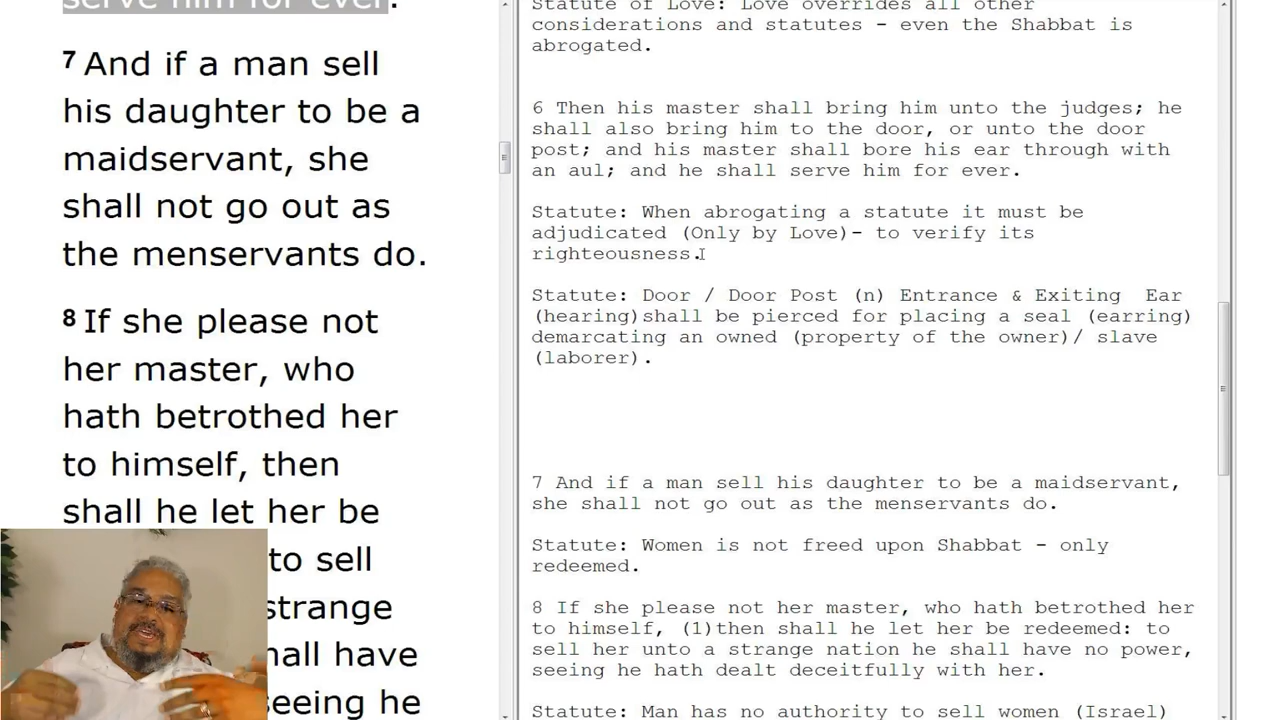 serve him for ever.
7 And if a man sell
his daughter to be a
maidservant, she
shall not go out as
the menservants do.
8 If she please not
her master, who
hath betrothed her
to himself, then
shall he let her be
to sell
strange
hall have
seeing he
Statute of Love: Love overrides all other
considerations and statutes - even the Shabbat is
abrogated.
6 Then his master shall bring him unto the judges; he
shall also bring him to the door, or unto the door
post; and his master shall bore his ear through with
an aul; and he shall serve him for ever.
Statute: When abrogating a statute it must be
adjudicated (Only by Love)- to verify its
righteousness.
Statute: Door / Door Post (n) Entrance & Exiting  Ear
(hearing)shall be pierced for placing a seal (earring)
demarcating an owned (property of the owner)/ slave
(laborer).
7 And if a man sell his daughter to be a maidservant,
she shall not go out as the menservants do.
Statute: Women is not freed upon Shabbat - only
redeemed.
8 If she please not her master, who hath betrothed her
to himself, (1)then shall he let her be redeemed: to
sell her unto a strange nation he shall have no power,
seeing he hath dealt deceitfully with her.
Statute: Man has no authority to sell women (Israel)